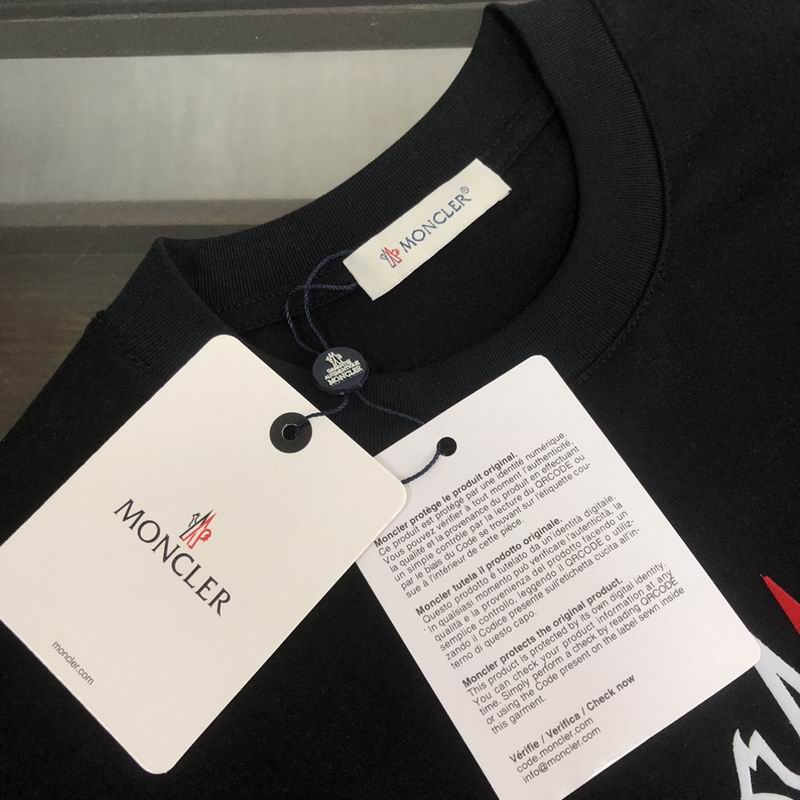 MONCLER®
GARANTIE
AUTHENTIQUE
MONCLER
MONCLER
moncler.com
Moncler protège le produit original.
Ce produit est protégé par une identité numérique.
Vous pouvez vérifier à tout moment l'authenticité,
la qualité et la provenance du produit en effectuant
un simple contrôle par la lecture du QRCODE ou
par le biais du Code se trouvant sur l'étiquette cou-
sue à l'intérieur de cette pièce.
Moncler tutela il prodotto originale.
Questo prodotto è tutelato da un'identità digitale.
in qualsiasi momento può verificare l'autenticità, la
qualità e la provenienza del prodotto facendo un
semplice controllo, leggendo il QRCODE o utiliz-
zando il Codice presente sull'etichetta cucita all'in-
terno di questo capo.
Moncler protects the original product.
This product is protected by its own digital identity.
You can check your product information at any
time. Simply perform a check by reading QRCODE
or using the Code present on the label sewn inside
this garment.
Vérifie / Verifica / Check now
code.moncler.com
info@moncler.com